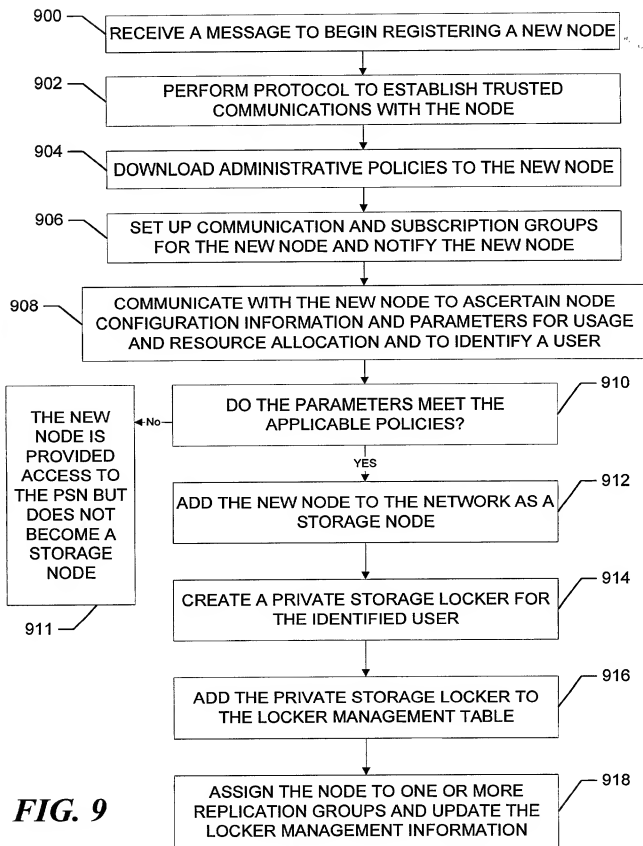 900
RECEIVE A MESSAGE TO BEGIN REGISTERING A NEW NODE
902
PERFORM PROTOCOL TO ESTABLISH TRUSTED
COMMUNICATIONS WITH THE NODE
904
DOWNLOAD ADMINISTRATIVE POLICIES TO THE NEW NODE
906
SET UP COMMUNICATION AND SUBSCRIPTION GROUPS
FOR THE NEW NODE AND NOTIFY THE NEW NODE
908
COMMUNICATE WITH THE NEW NODE TO ASCERTAIN NODE
CONFIGURATION INFORMATION AND PARAMETERS FOR USAGE
AND RESOURCE ALLOCATION AND TO IDENTIFY A USER
910
DO THE PARAMETERS MEET THE
APPLICABLE POLICIES?
No
THE NEW
NODE IS
PROVIDED
ACCESS TO
THE PSN BUT
DOES NOT
BECOME A
STORAGE
NODE
911
YES
912
ADD THE NEW NODE TO THE NETWORK AS A
STORAGE NODE
914
CREATE A PRIVATE STORAGE LOCKER FOR
THE IDENTIFIED USER
916
ADD THE PRIVATE STORAGE LOCKER TO
THE LOCKER MANAGEMENT TABLE
918
ASSIGN THE NODE TO ONE OR MORE
REPLICATION GROUPS AND UPDATE THE
LOCKER MANAGEMENT INFORMATION
FIG. 9